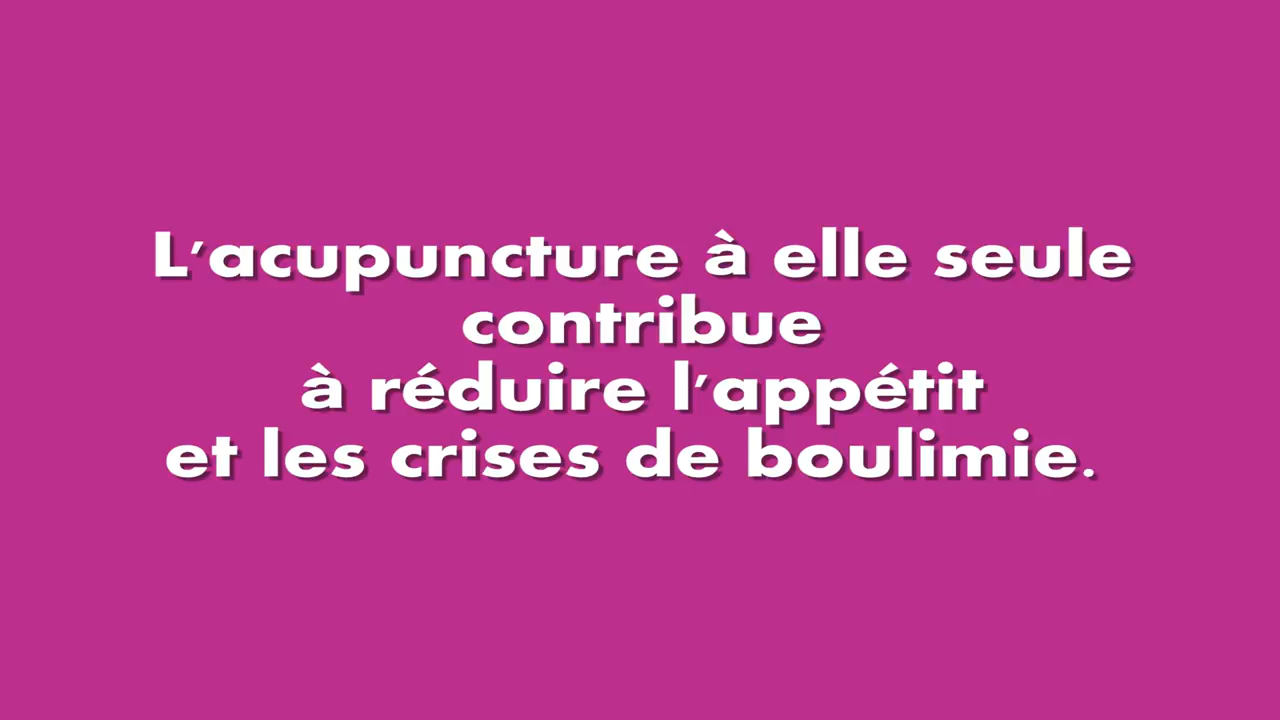 L'acupuncture à elle seule
contribue
à réduire l'appétit
et les crises de boulimie.